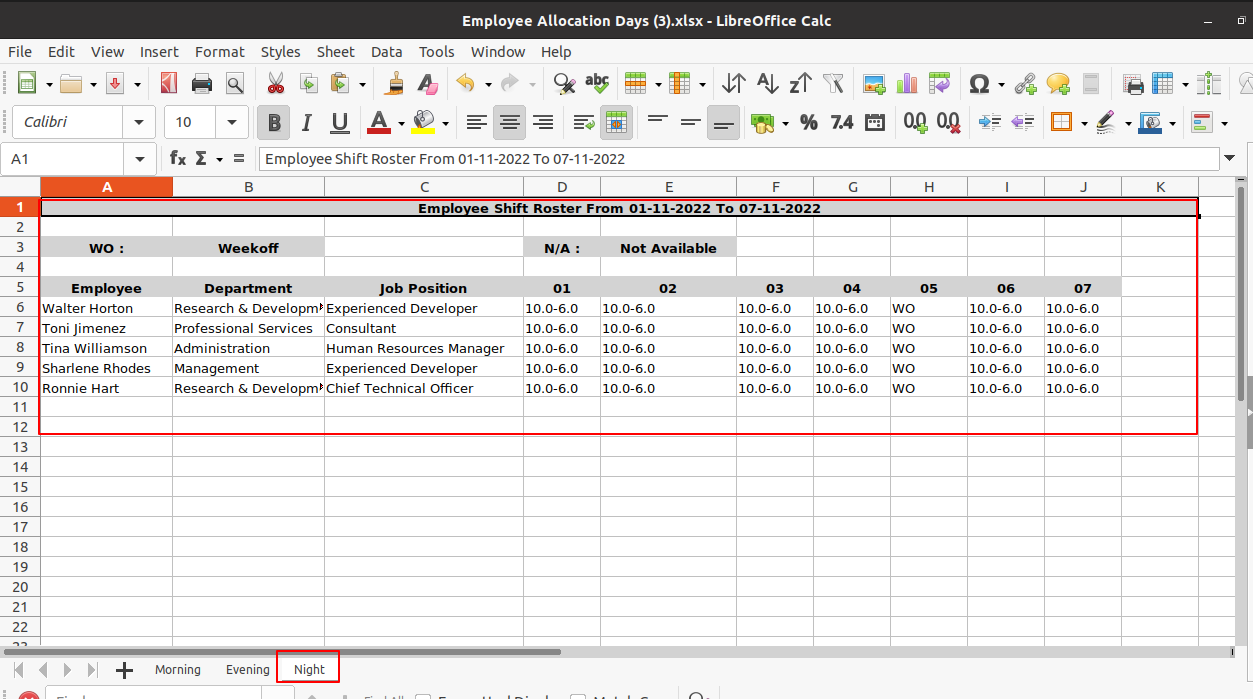 Employee Allocation Days (3).xlsx - LibreOffice Calc
File Edit View Insert Format Styles Sheet Data Tools Window Help
Calibri 10 B I U A % 7.4 0.0 0.0
A1 fx Σ = Employee Shift Roster From 01-11-2022 To 07-11-2022
A B C D E F G H I J K
1 Employee Shift Roster From 01-11-2022 To 07-11-2022
2
3 WO : Weekoff N/A : Not Available
4
5 Employee Department Job Position 01 02 03 04 05 06 07
6 Walter Horton Research & Developm Experienced Developer 10.0-6.0 10.0-6.0 10.0-6.0 10.0-6.0 WO 10.0-6.0 10.0-6.0
7 Toni Jimenez Professional Services Consultant 10.0-6.0 10.0-6.0 10.0-6.0 10.0-6.0 WO 10.0-6.0 10.0-6.0
8 Tina Williamson Administration Human Resources Manager 10.0-6.0 10.0-6.0 10.0-6.0 10.0-6.0 WO 10.0-6.0 10.0-6.0
9 Sharlene Rhodes Management Experienced Developer 10.0-6.0 10.0-6.0 10.0-6.0 10.0-6.0 WO 10.0-6.0 10.0-6.0
10 Ronnie Hart Research & Developm Chief Technical Officer 10.0-6.0 10.0-6.0 10.0-6.0 10.0-6.0 WO 10.0-6.0 10.0-6.0
11
12
13
14
15
16
17
18
19
20
21
22
Morning Evening Night